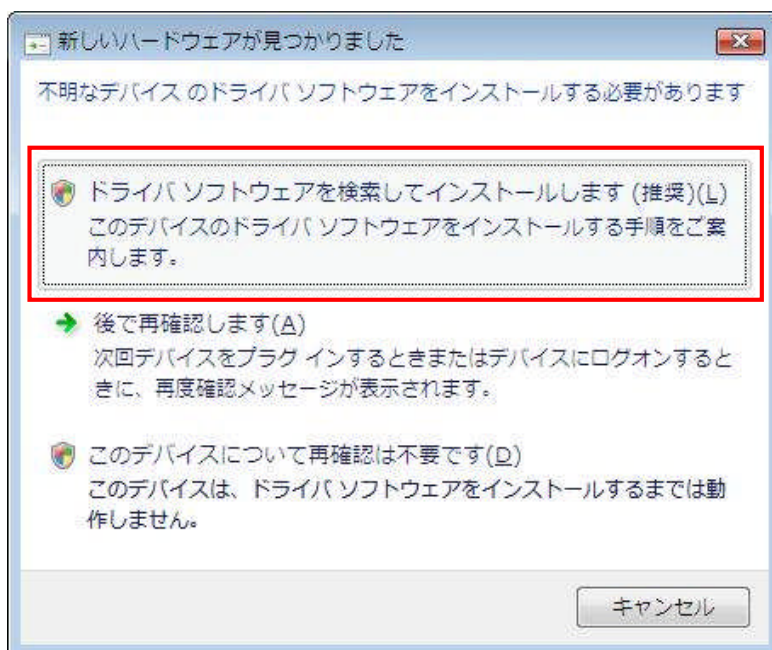 新しいハードウェアが見つかりました
不明なデバイス のドライバ ソフトウェアをインストールする必要があります
ドライバ ソフトウェアを検索してインストールします (推奨)(L)
このデバイスのドライバ ソフトウェアをインストールする手順をご案
内します。
後で再確認します(A)
次回デバイスをプラグ インするときまたはデバイスにログオンすると
きに、再度確認メッセージが表示されます。
このデバイスについて再確認は不要です(D)
このデバイスは、ドライバ ソフトウェアをインストールするまでは動
作しません。
キャンセル